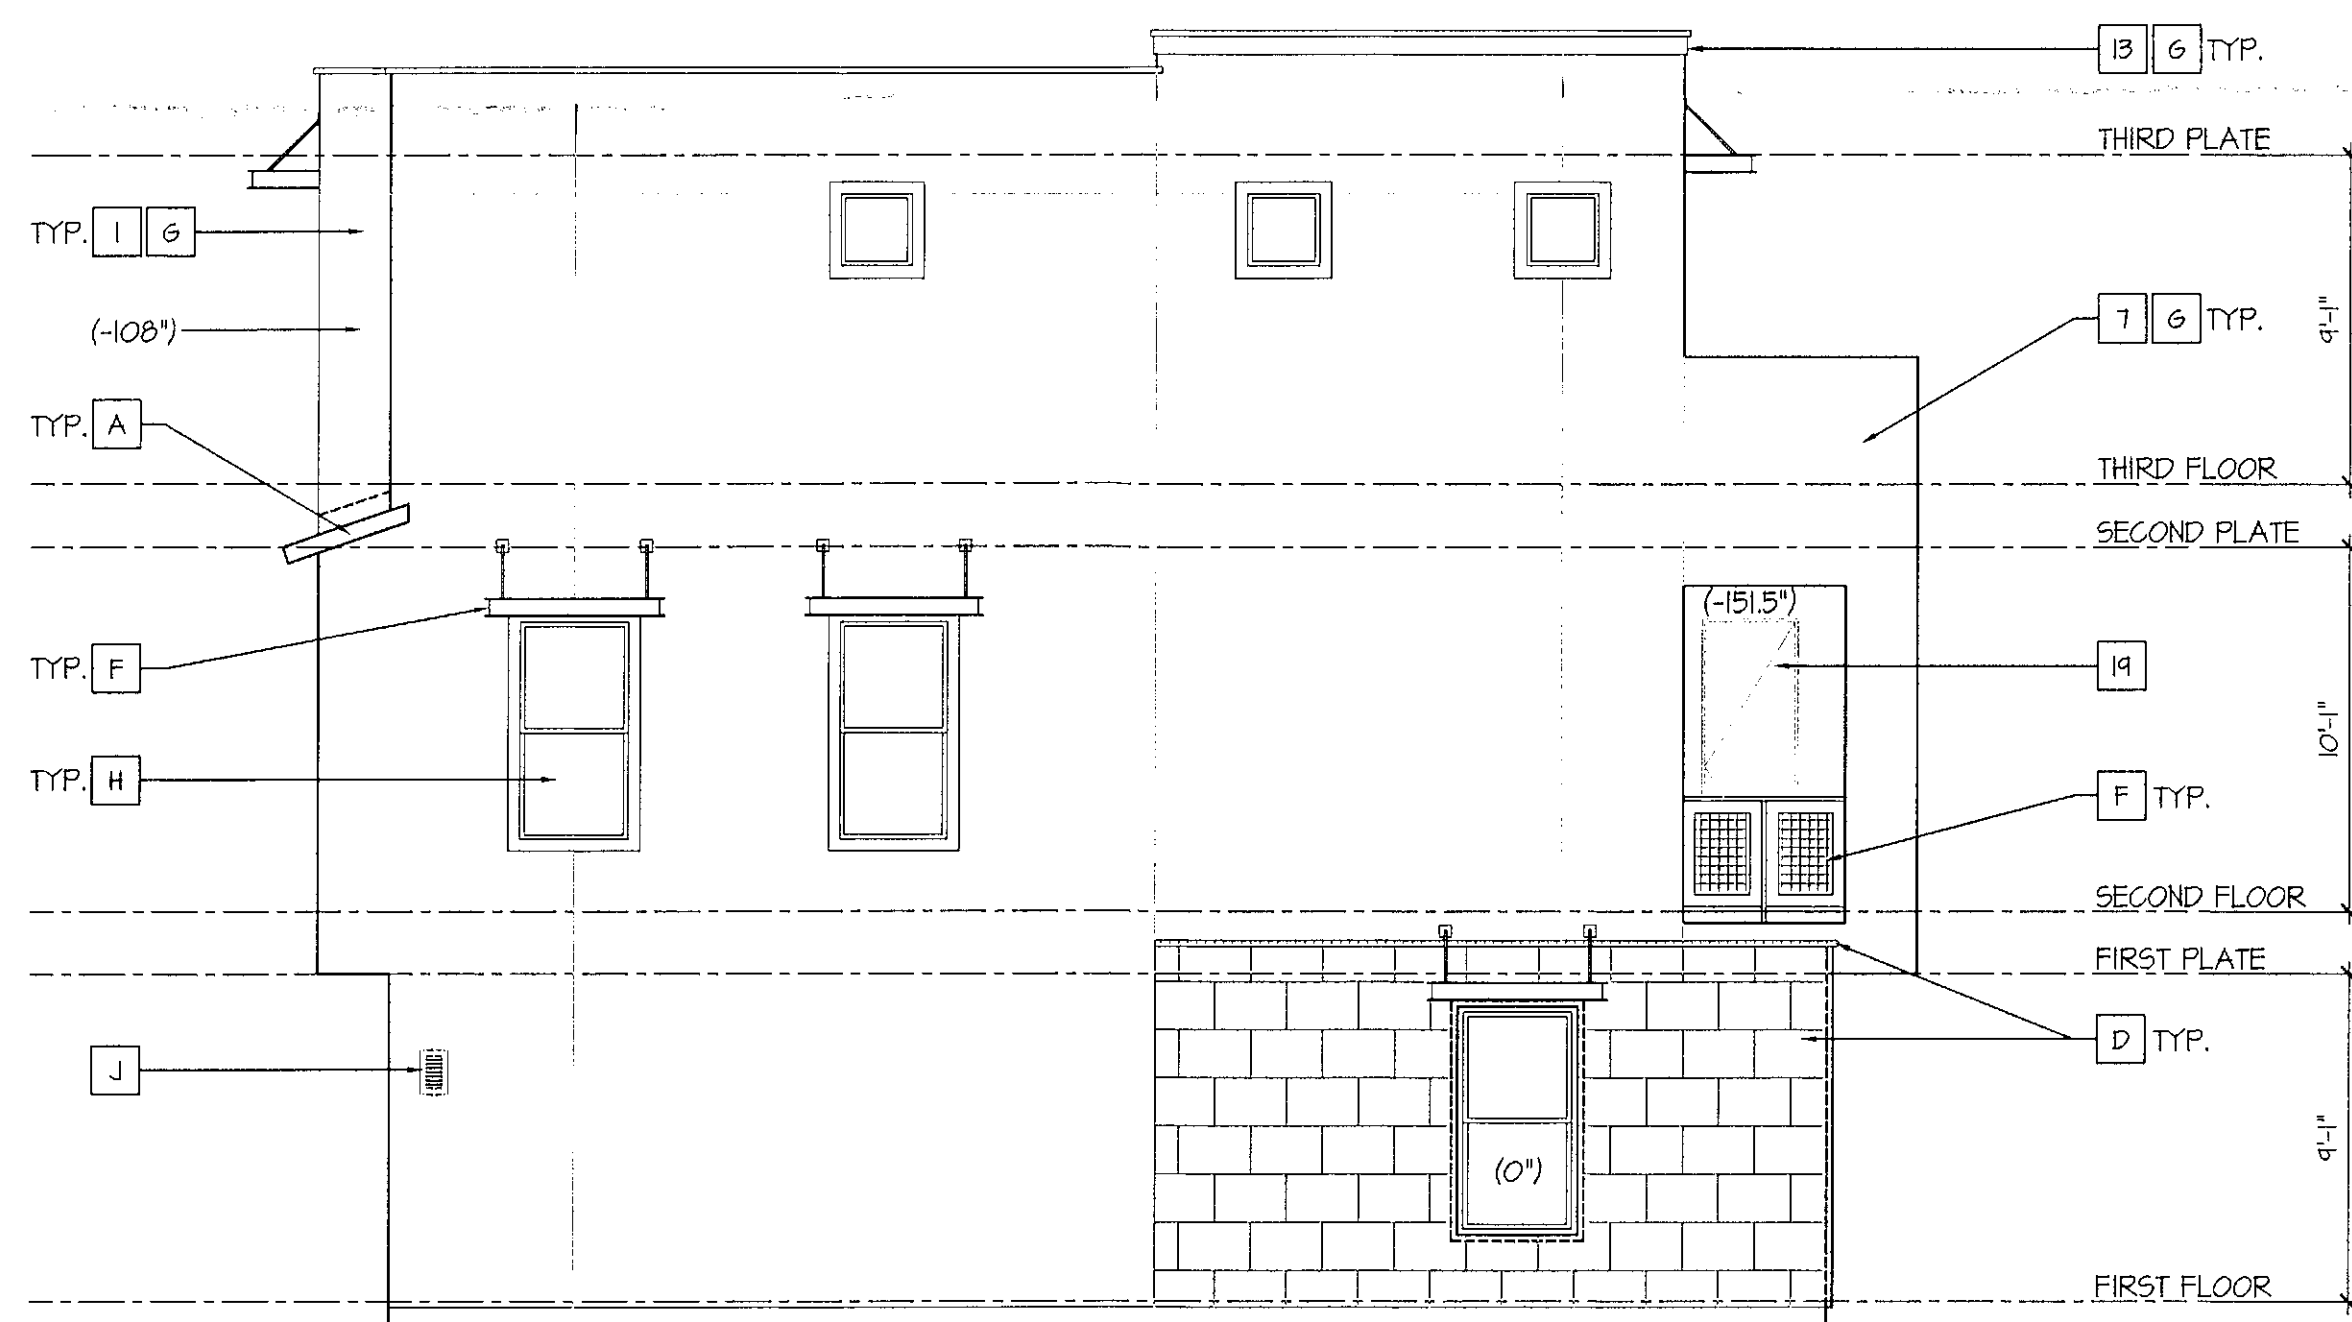 13 G TYP.
THIRD PLATE
TYP. 1 G
9'-1"
7 G TYP.
(-108")
TYP. A
THIRD FLOOR
SECOND PLATE
(-151.5")
TYP. F
19
10'-1"
TYP. H
F TYP.
SECOND FLOOR
FIRST PLATE
D TYP.
J
9'-1"
(0")
FIRST FLOOR